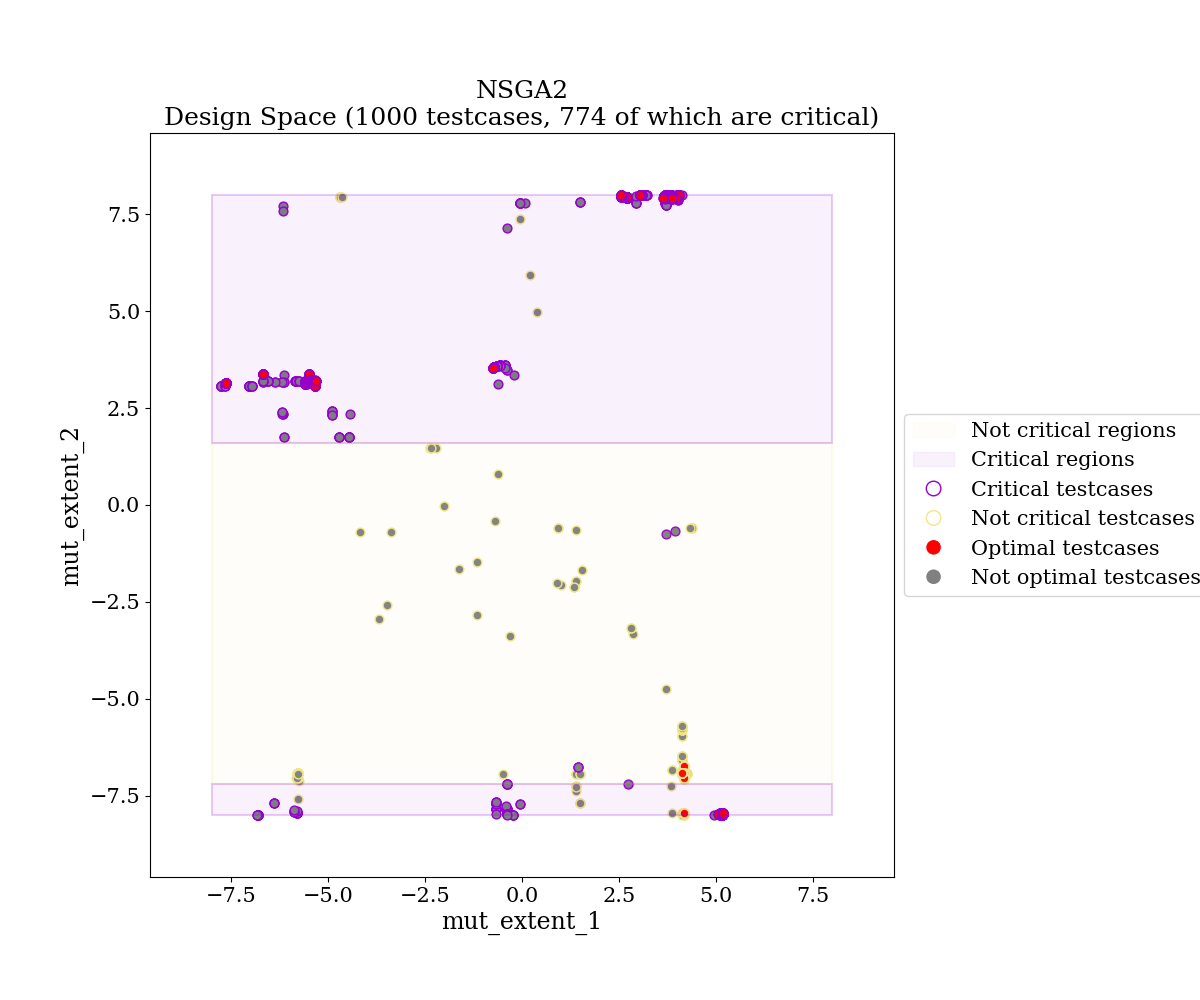 NSGA2
Design Space (1000 testcases, 774 of which are critical)
7.5
5.0
2.5
0.0
−2.5
−5.0
−7.5
mut_extent_2
−7.5 −5.0 −2.5 0.0 2.5 5.0 7.5
mut_extent_1
Not critical regions
Critical regions
Critical testcases
Not critical testcases
Optimal testcases
Not optimal testcases